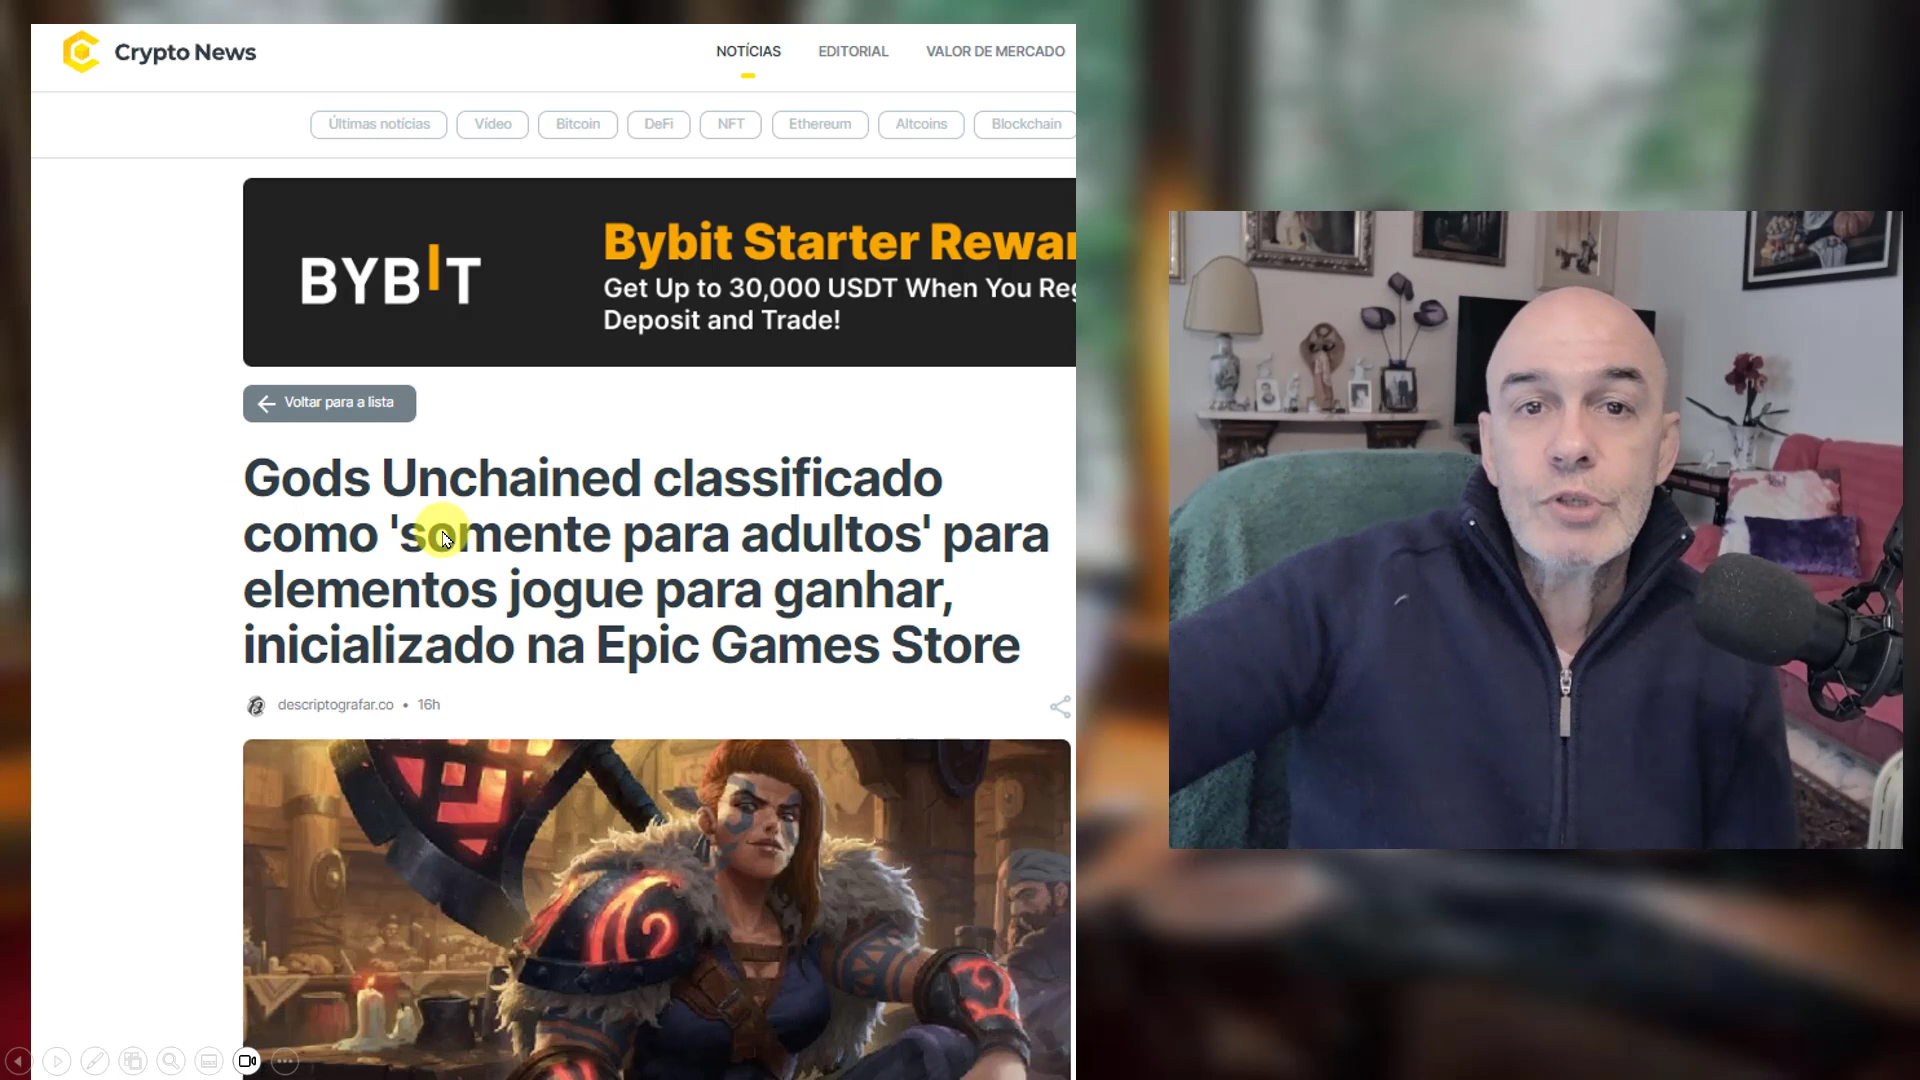 Crypto News
NOTÍCIAS
EDITORIAL
VALOR DE MERCADO
Últimas notícias
Vídeo
Bitcoin
DeFi
NFT
Ethereum
Altcoins
Blockchain
BYBIT
Bybit Starter Rewar
Get Up to 30,000 USDT When You Reg
Deposit and Trade!
Voltar para a lista
Gods Unchained classificado
como 'somente para adultos' para
elementos jogue para ganhar,
inicializado na Epic Games Store
descriptografar.co • 16h